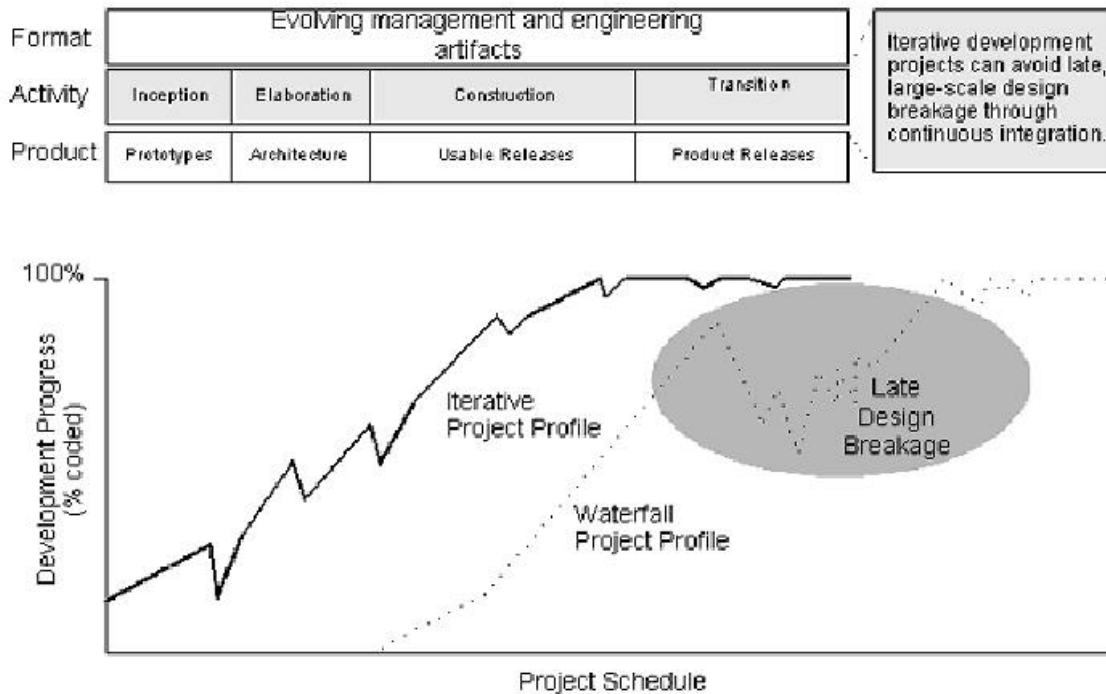 Format
Evolving management and engineering
artifacts
Activity
Inception
Elaboration
Construction
Transition
Product
Prototypes
Architecture
Usable Releases
Product Releases
Iterative development
projects can avoid late,
large-scale design
breakage through
continuous integration.
100%
Development Progress
(% coded)
Iterative
Project Profile
Waterfall
Project Profile
Late
Design
Breakage
Project Schedule